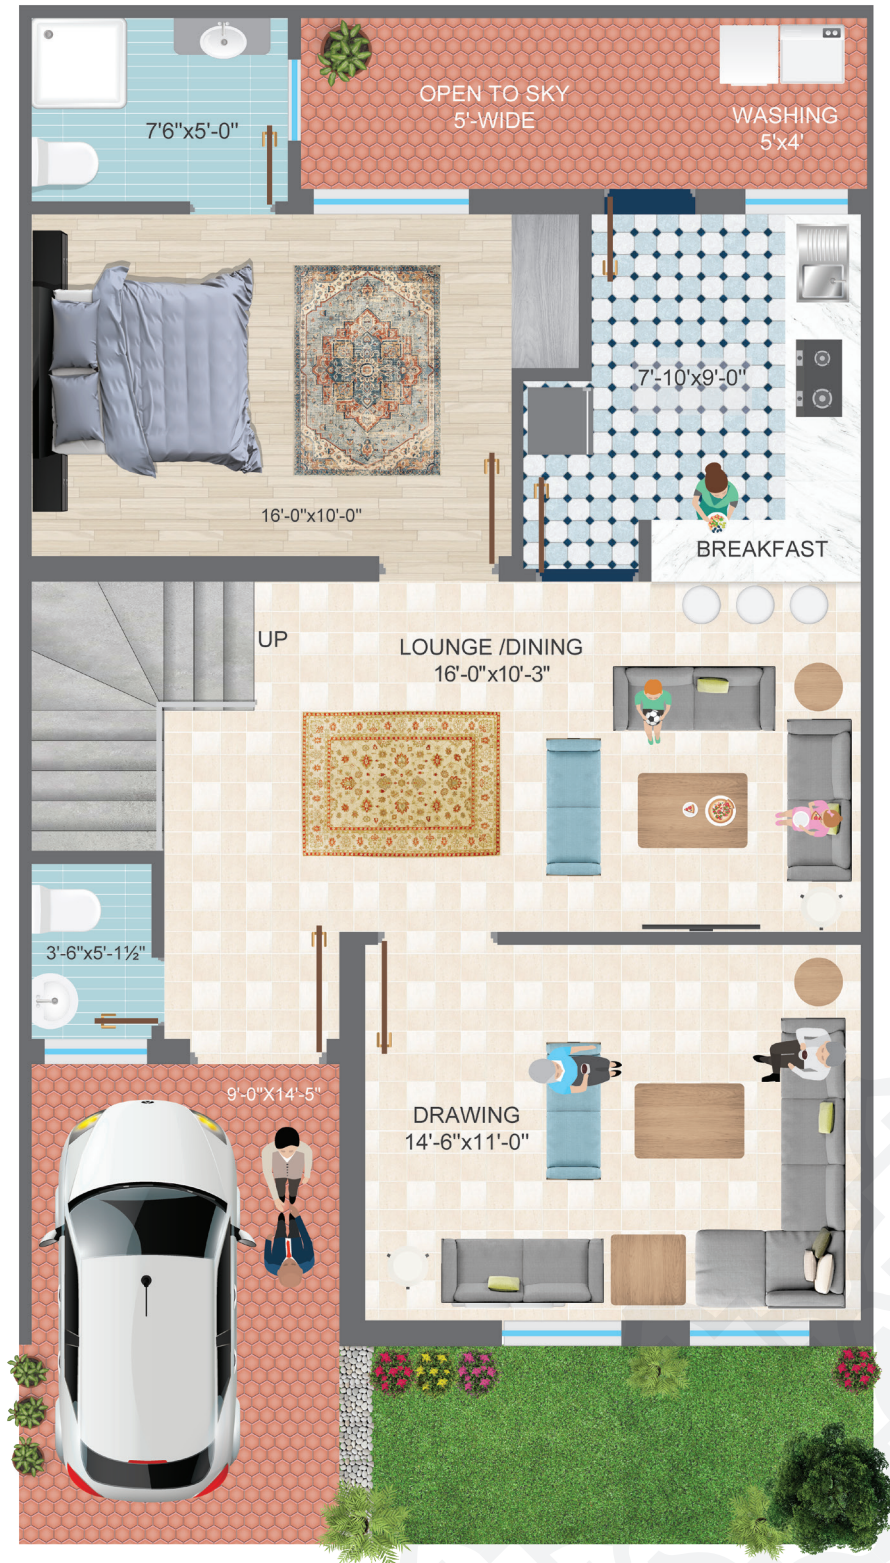 OPEN TO SKY
5'-WIDE
WASHING
5'x4'
7'6"x5'-0"
7'-10'x9'-0"
16'-0"x10'-0"
BREAKFAST
UP
LOUNGE /DINING
16'-0"x10'-3"
3'-6"x5'-1½"
9'-0"X14'-5"
DRAWING
14'-6"x11'-0"